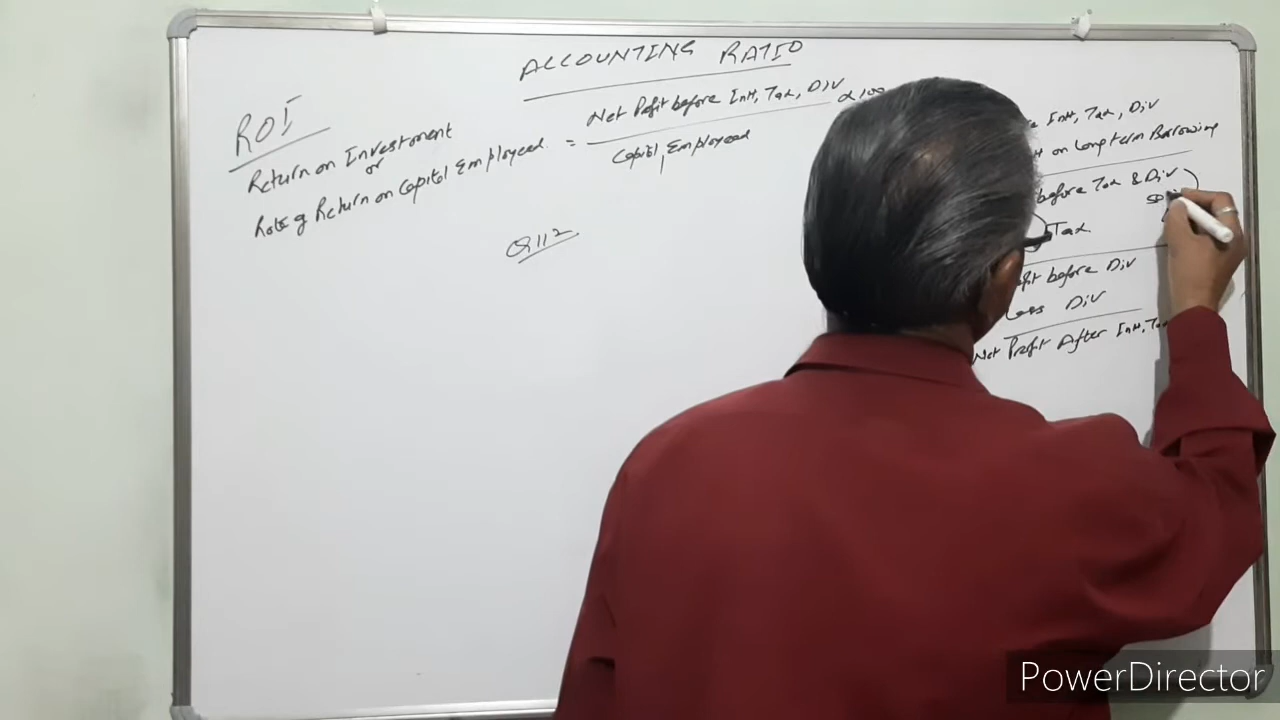 ACCOUNTING RATIO
ROI
Return on Investment
or
Rate of Return on Capital Employed = Net Profit before Int, Tax, Div x 100
Capital Employed
Q 112
Int, Tax, Div
on Long term Borrowing
before Tax & Div
Tax
before Div
Less Div
Net Profit After Int, Tax
PowerDirector